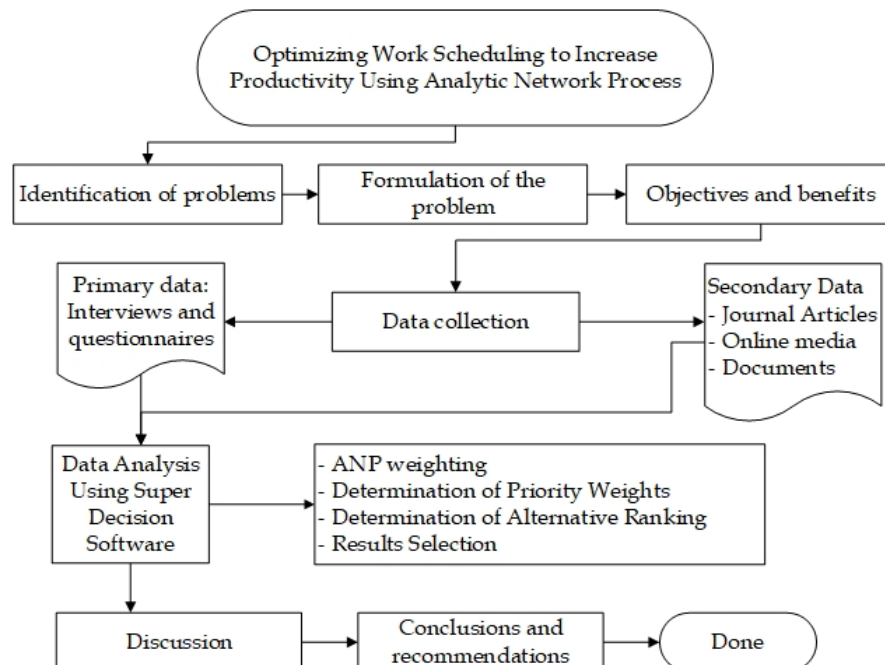 Optimizing Work Scheduling to Increase
Productivity Using Analytic Network Process
Identification of problems
Formulation of the
problem
Objectives and benefits
Primary data:
Interviews and
questionnaires
Data collection
Secondary Data
- Journal Articles
- Online media
- Documents
Data Analysis
Using Super
Decision
Software
- ANP weighting
- Determination of Priority Weights
- Determination of Alternative Ranking
- Results Selection
Discussion
Conclusions and
recommendations
Done